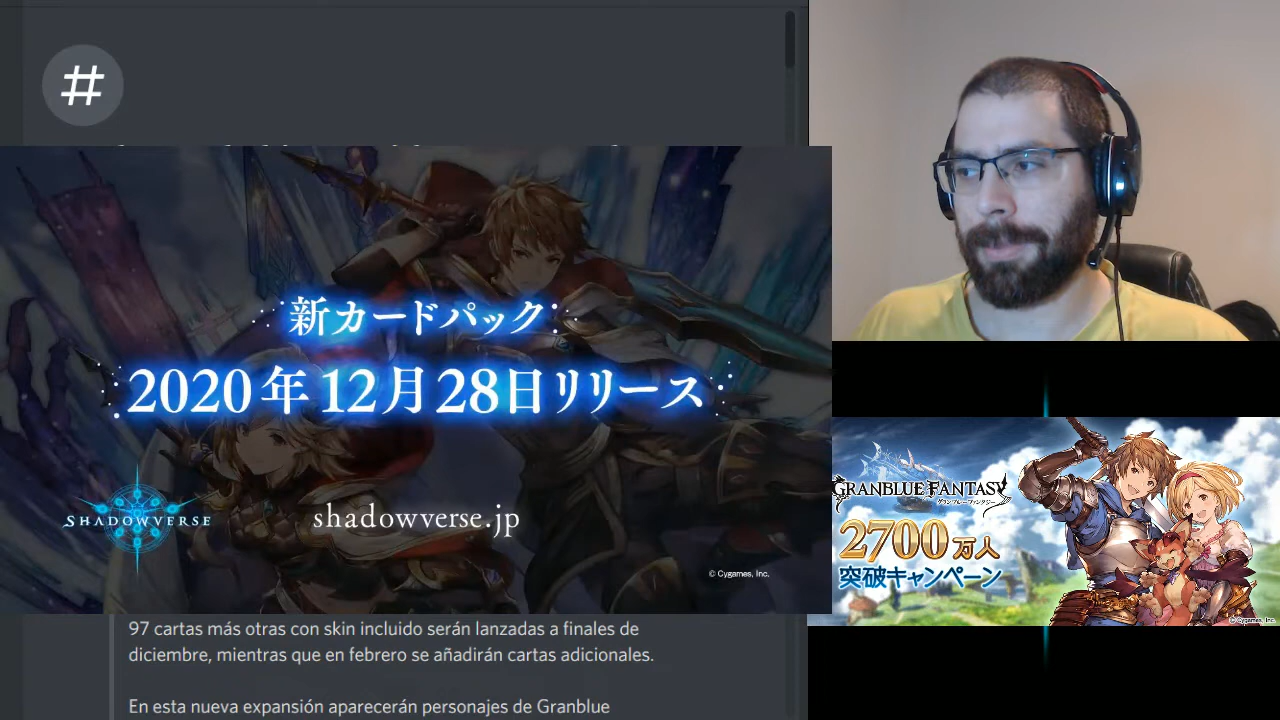 #
新カードパック
2020年12月28日リリース
SHADOWVERSE
shadowverse.jp
© Cygames, Inc.
97 cartas más otras con skin incluido serán lanzadas a finales de
diciembre, mientras que en febrero se añadirán cartas adicionales.
En esta nueva expansión aparecerán personajes de Granblue
GRANBLUE FANTASY
グランブルーファンタジー
2700万人
突破キャンペーン
© Cygames, Inc.